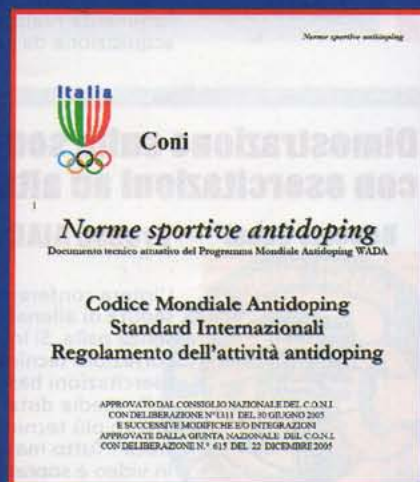 Norme sportive antidoping
Italia
Coni
Norme sportive antidoping
Documento tecnico attuativo del Programma Mondiale Antidoping WADA
Codice Mondiale Antidoping
Standard Internazionali
Regolamento dell'attività antidoping
APPROVATO DAL CONSIGLIO NAZIONALE DEL C.O.N.I.
CON DELIBERAZIONE N°1311 DEL 30 GIUGNO 2005
E SUCCESSIVE MODIFICHE E/O INTEGRAZIONI
APPROVATE DALLA GIUNTA NAZIONALE DEL C.O.N.I.
CON DELIBERAZIONE N. 615 DEL 22 DICEMBRE 2005